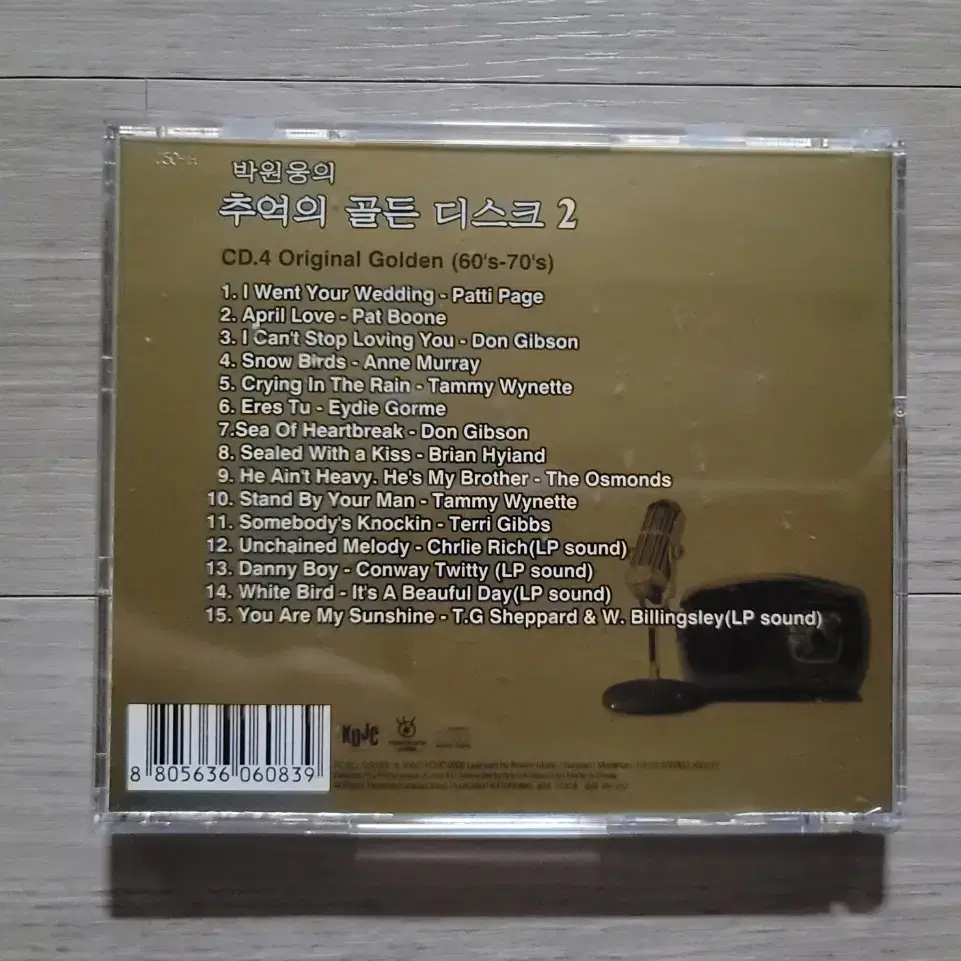 박원웅의
추억의 골든 디스크 2
CD.4 Original Golden (60's-70's)
1. I Went Your Wedding - Patti Page
2. April Love - Pat Boone
3. I Can't Stop Loving You - Don Gibson
4. Snow Birds - Anne Murray
5. Crying In The Rain - Tammy Wynette
6. Eres Tu - Eydie Gorme
7.Sea Of Heartbreak - Don Gibson
8. Sealed With a Kiss - Brian Hyiand
9. He Ain't Heavy. He's My Brother - The Osmonds
10. Stand By Your Man - Tammy Wynette
11. Somebody's Knockin - Terri Gibbs
12. Unchained Melody - Chrlie Rich(LP sound)
13. Danny Boy - Conway Twitty (LP sound)
14. White Bird - It's A Beauful Day(LP sound)
15. You Are My Sunshine - T.G Sheppard & W. Billingsley(LP sound)
KDJC
8 805636 060839